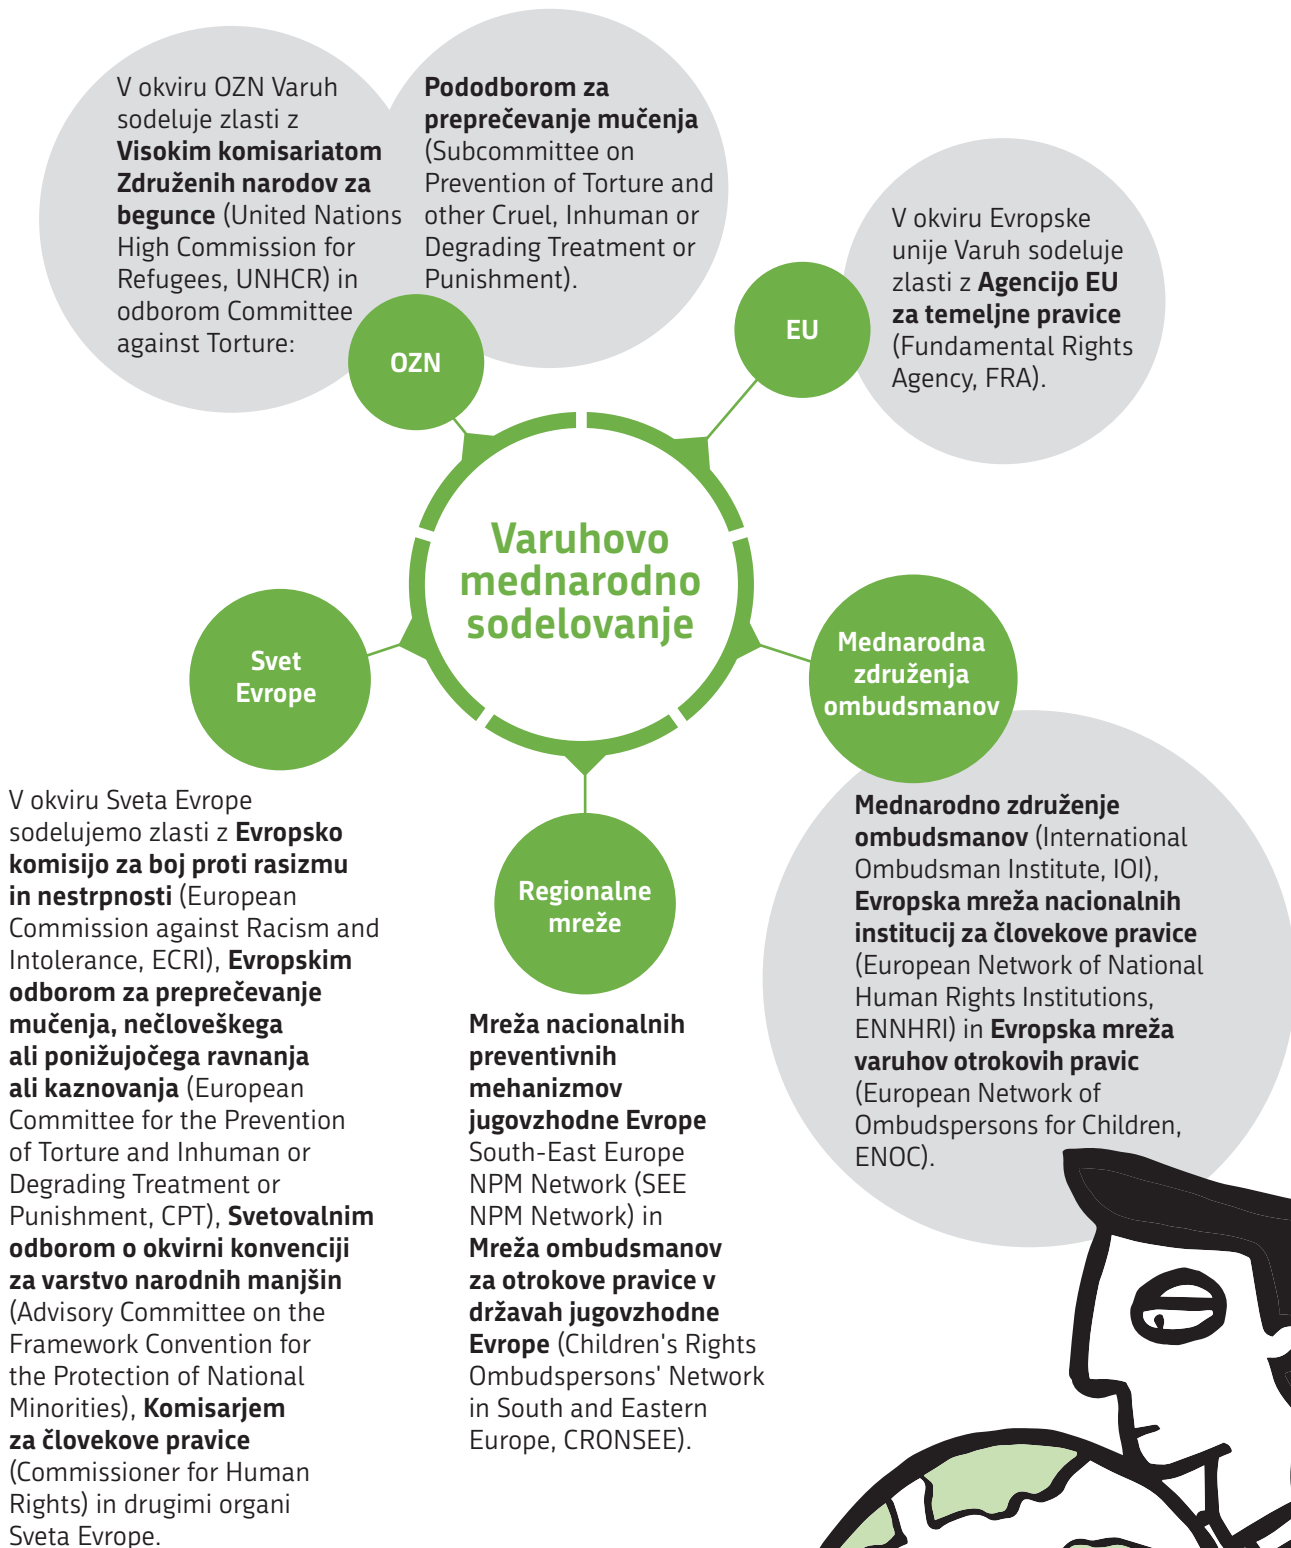 V okviru OZN Varuh
sodeluje zlasti z
Visokim komisariatom
Združenih narodov za
begunce (United Nations
High Commission for
Refugees, UNHCR) in
odborom Committee
against Torture:
Pododborom za
preprečevanje mučenja
(Subcommittee on
Prevention of Torture and
other Cruel, Inhuman or
Degrading Treatment or
Punishment).
OZN
EU
V okviru Evropske
unije Varuh sodeluje
zlasti z Agencijo EU
za temeljne pravice
(Fundamental Rights
Agency, FRA).
Varuhovo
mednarodno
sodelovanje
Svet
Evrope
V okviru Sveta Evrope
sodelujemo zlasti z Evropsko
komisijo za boj proti rasizmu
in nestrpnosti (European
Commission against Racism and
Intolerance, ECRI), Evropskim
odborom za preprečevanje
mučenja, nečloveškega
ali ponižujočega ravnanja
ali kaznovanja (European
Committee for the Prevention
of Torture and Inhuman or
Degrading Treatment or
Punishment, CPT), Svetovalnim
odborom o okvirni konvenciji
za varstvo narodnih manjšin
(Advisory Committee on the
Framework Convention for
the Protection of National
Minorities), Komisarjem
za človekove pravice
(Commissioner for Human
Rights) in drugimi organi
Sveta Evrope.
Regionalne
mreže
Mreža nacionalnih
preventivnih
mehanizmov
jugovzhodne Evrope
South-East Europe
NPM Network (SEE
NPM Network) in
Mreža ombudsmanov
za otrokove pravice v
državah jugovzhodne
Evrope (Children's Rights
Ombudspersons' Network
in South and Eastern
Europe, CRONSEE).
Mednarodna
združenja
ombudsmanov
Mednarodno združenje
ombudsmanov (International
Ombudsman Institute, IOI),
Evropska mreža nacionalnih
institucij za človekove pravice
(European Network of National
Human Rights Institutions,
ENNHRI) in Evropska mreža
varuhov otrokovih pravic
(European Network of
Ombudspersons for Children,
ENOC).